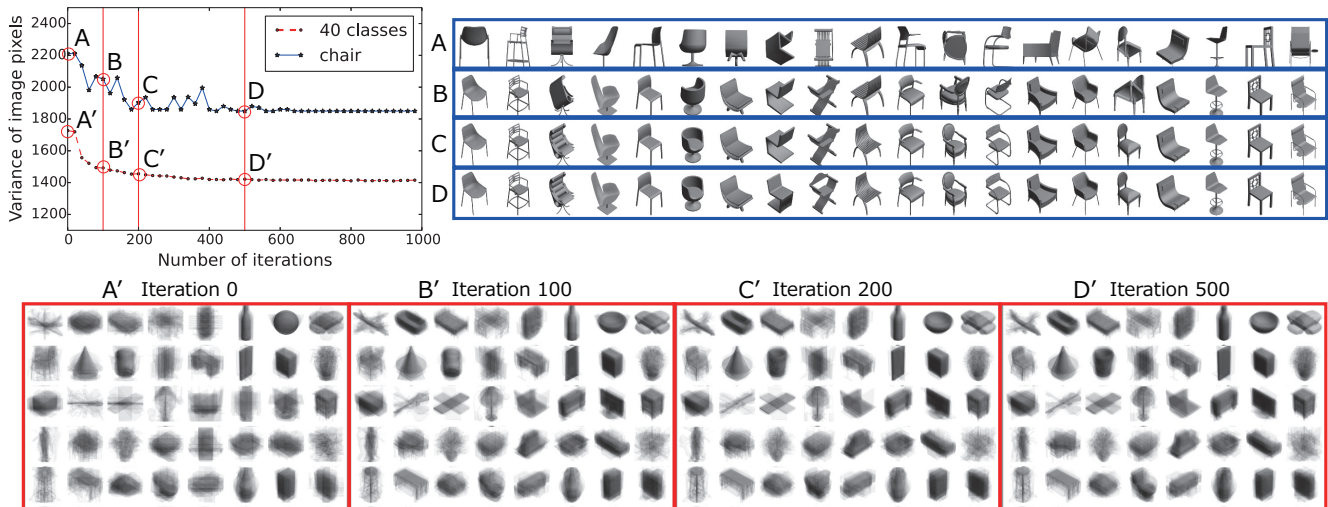 Variance of image pixels
2400
2200
2000
1800
1600
1400
1200
0
200
400
600
800
1000
Number of iterations
40 classes
chair
A
B
C
D
A′
B′
C′
D′
A
B
C
D
A′ Iteration 0
B′ Iteration 100
C′ Iteration 200
D′ Iteration 500